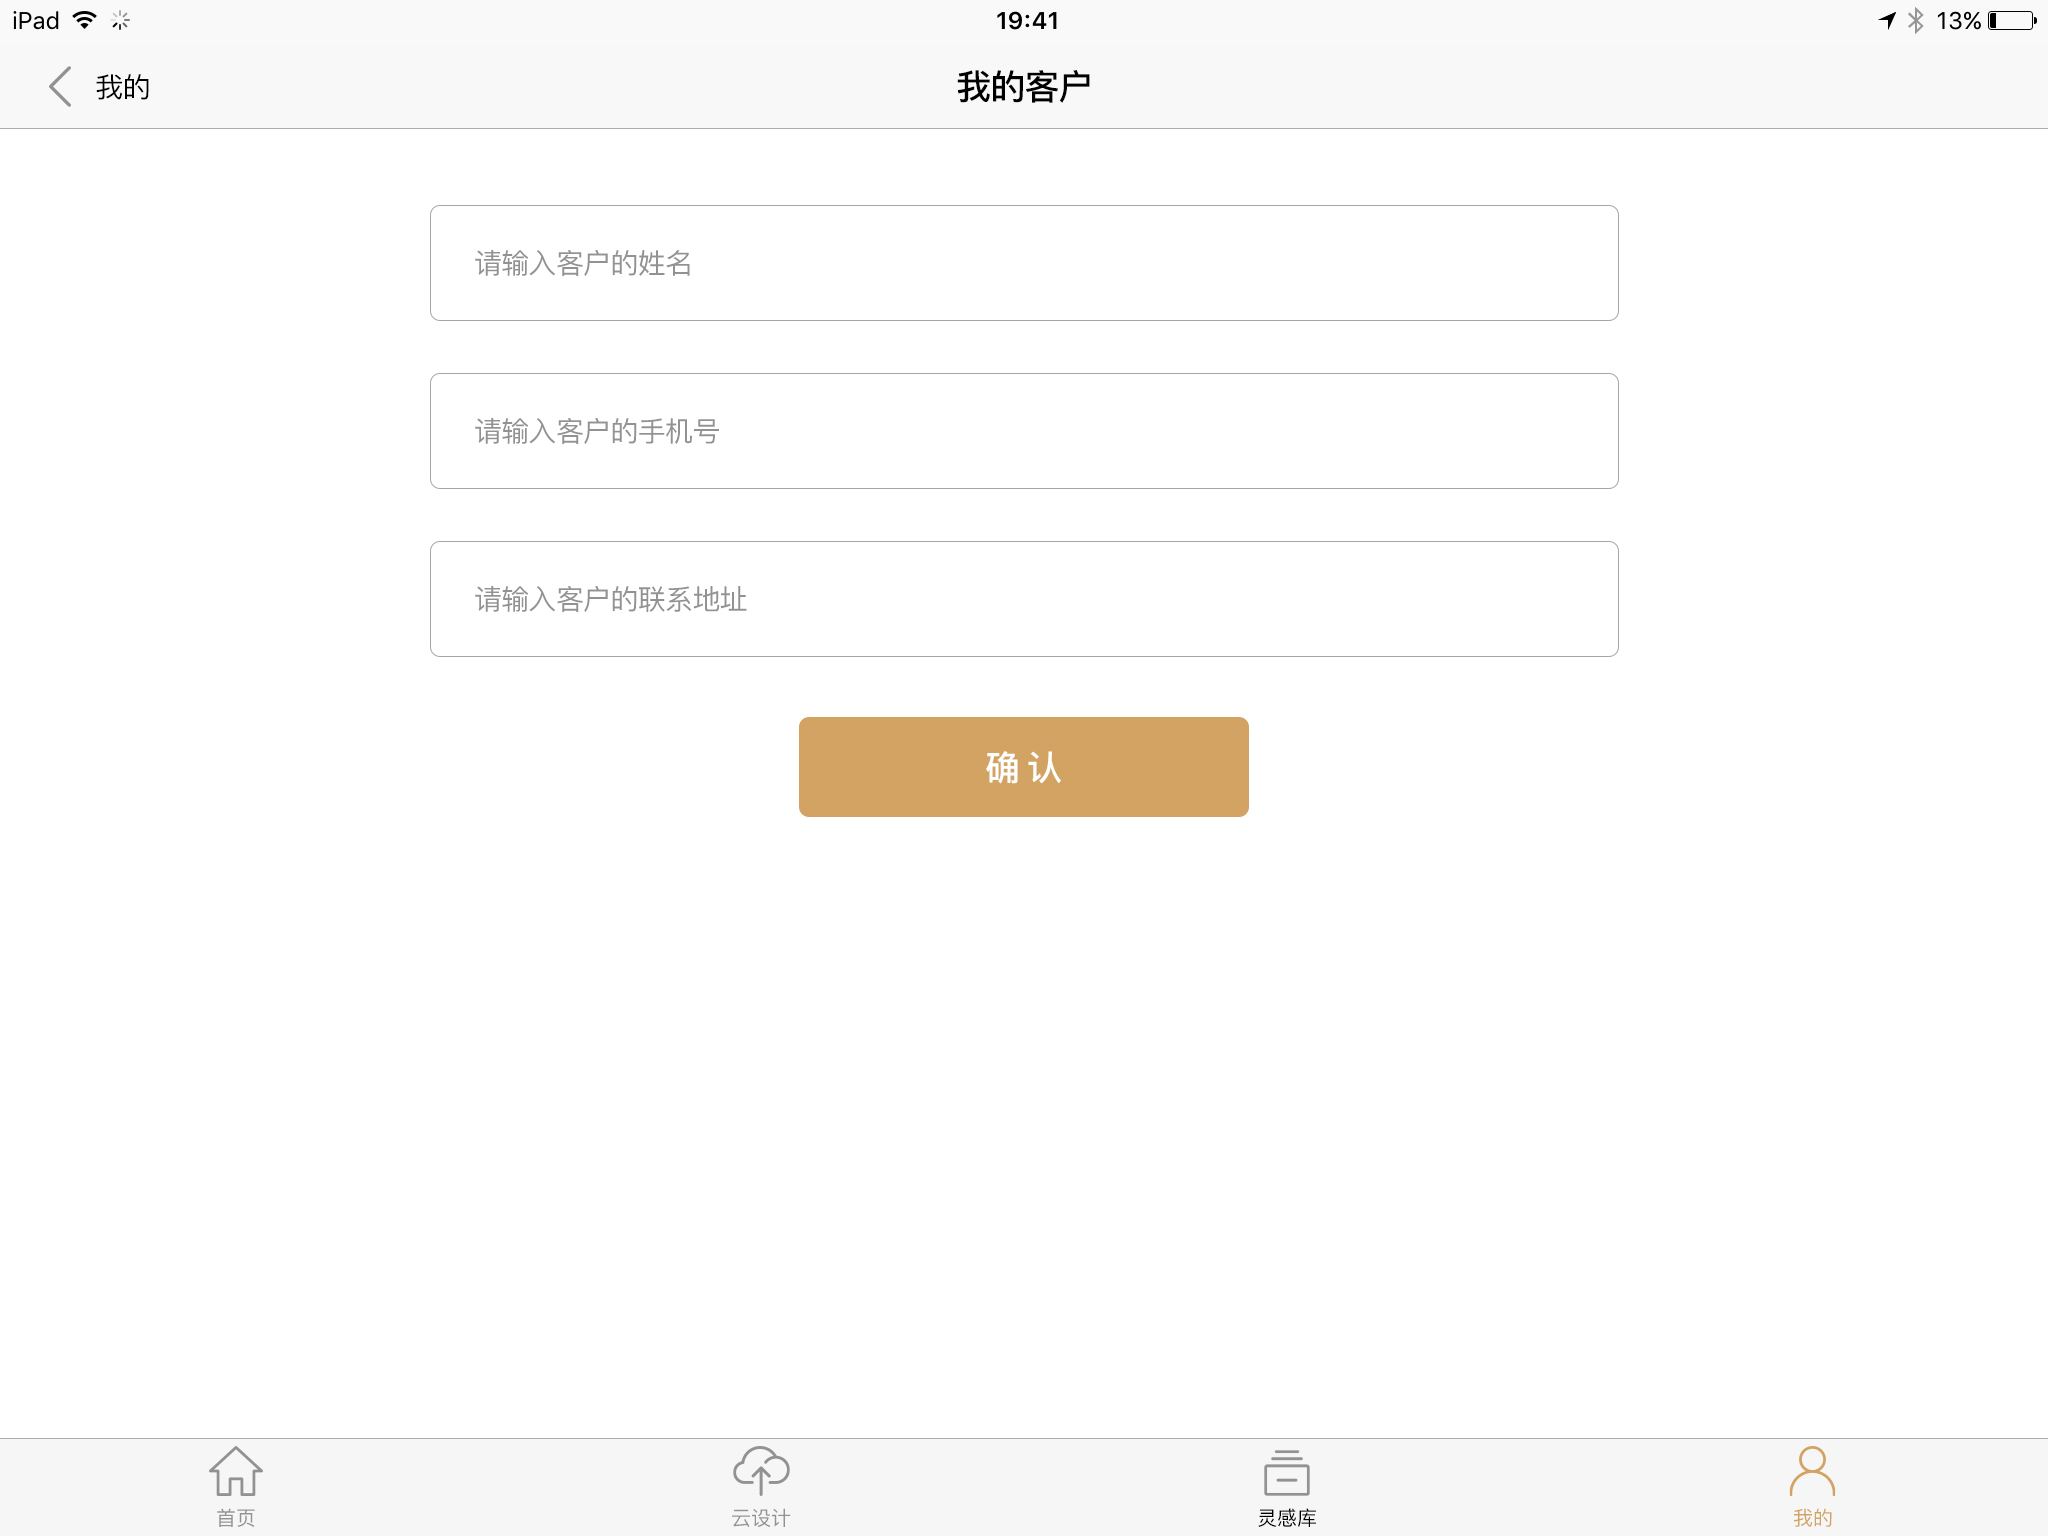 iPad 19:41 13%
我的 我的客户
请输入客户的姓名
请输入客户的手机号
请输入客户的联系地址
确认
首页 云设计 灵感库 我的